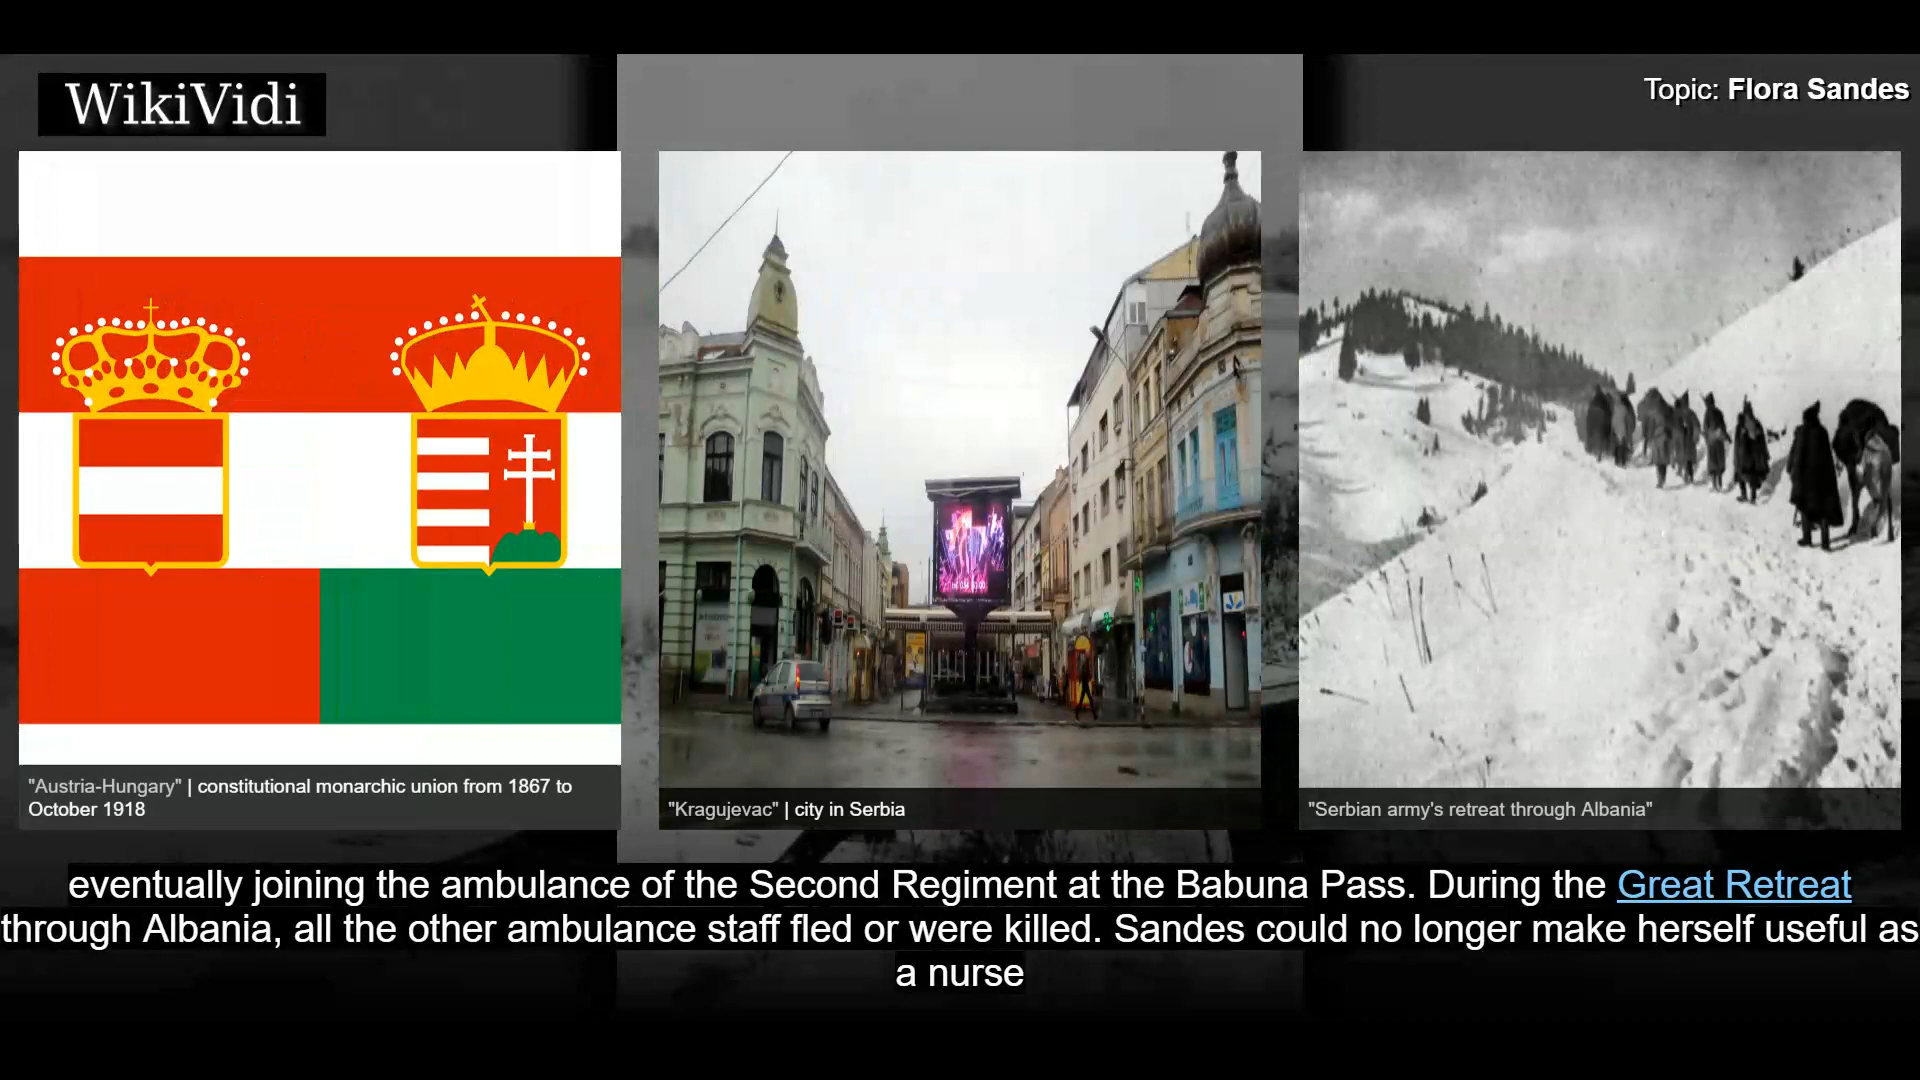 WikiVidi
Topic: Flora Sandes
"Austria-Hungary" | constitutional monarchic union from 1867 to
October 1918
"Kragujevac" | city in Serbia
"Serbian army's retreat through Albania"
eventually joining the ambulance of the Second Regiment at the Babuna Pass. During the Great Retreat
through Albania, all the other ambulance staff fled or were killed. Sandes could no longer make herself useful as
a nurse